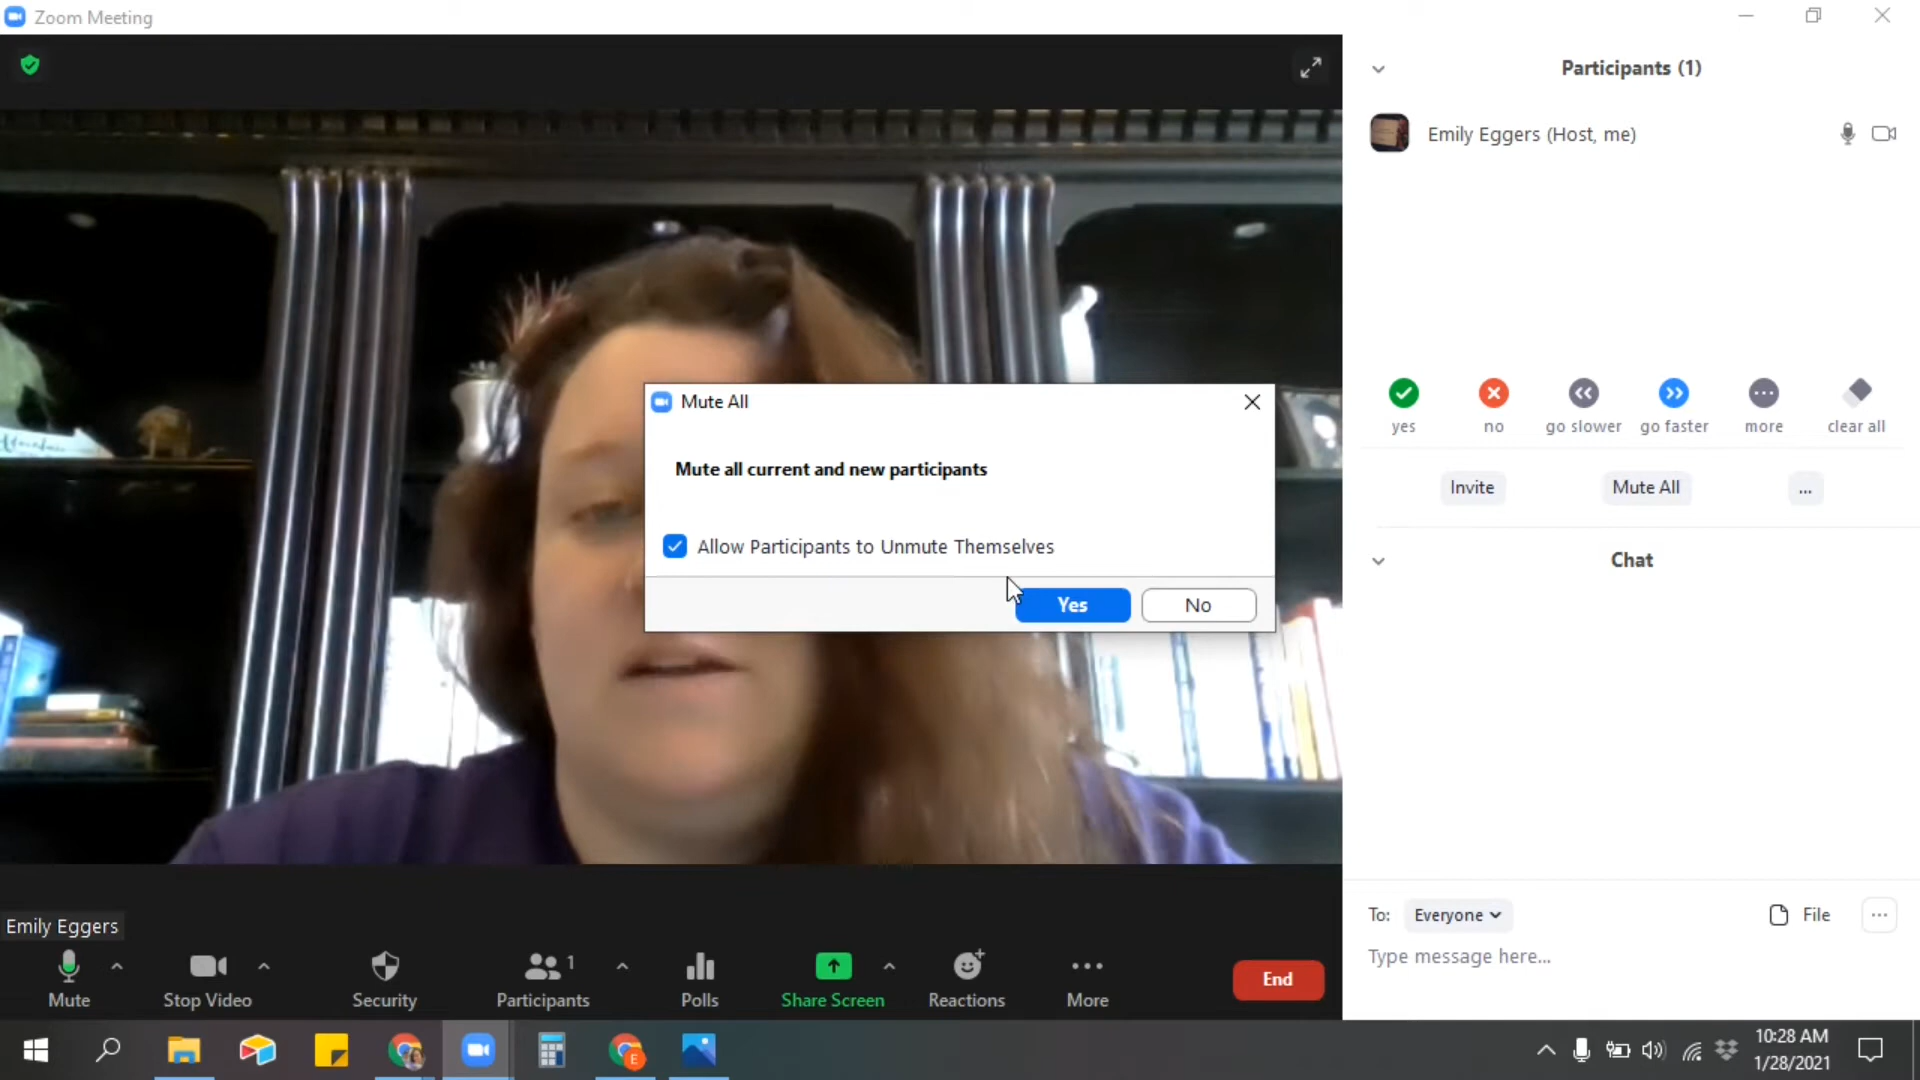 Zoom Meeting
Participants (1)
Emily Eggers (Host, me)
yes
no
go slower
go faster
more
clear all
Invite
Mute All
...
Mute All
Mute all current and new participants
Allow Participants to Unmute Themselves
Yes
No
Chat
To: Everyone
File
Type message here...
Emily Eggers
Mute
Stop Video
Security
1
Participants
Polls
Share Screen
Reactions
More
End
E
10:28 AM
1/28/2021